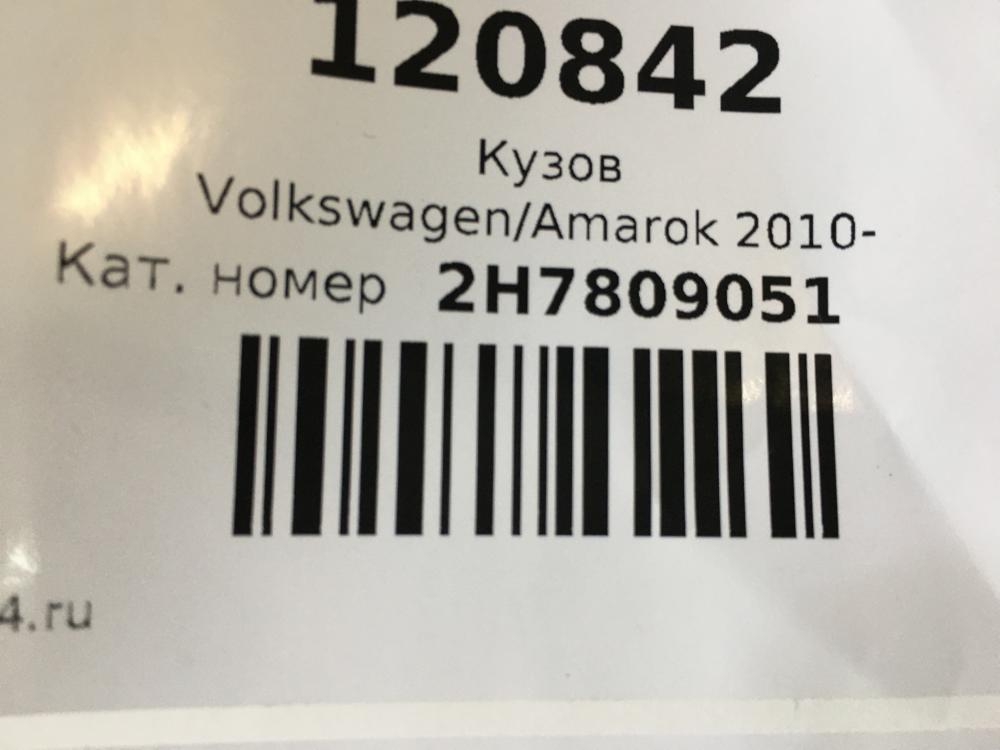 120842
Кузов
Volkswagen/Amarok 2010-
Кат. номер 2H7809051
4.ru